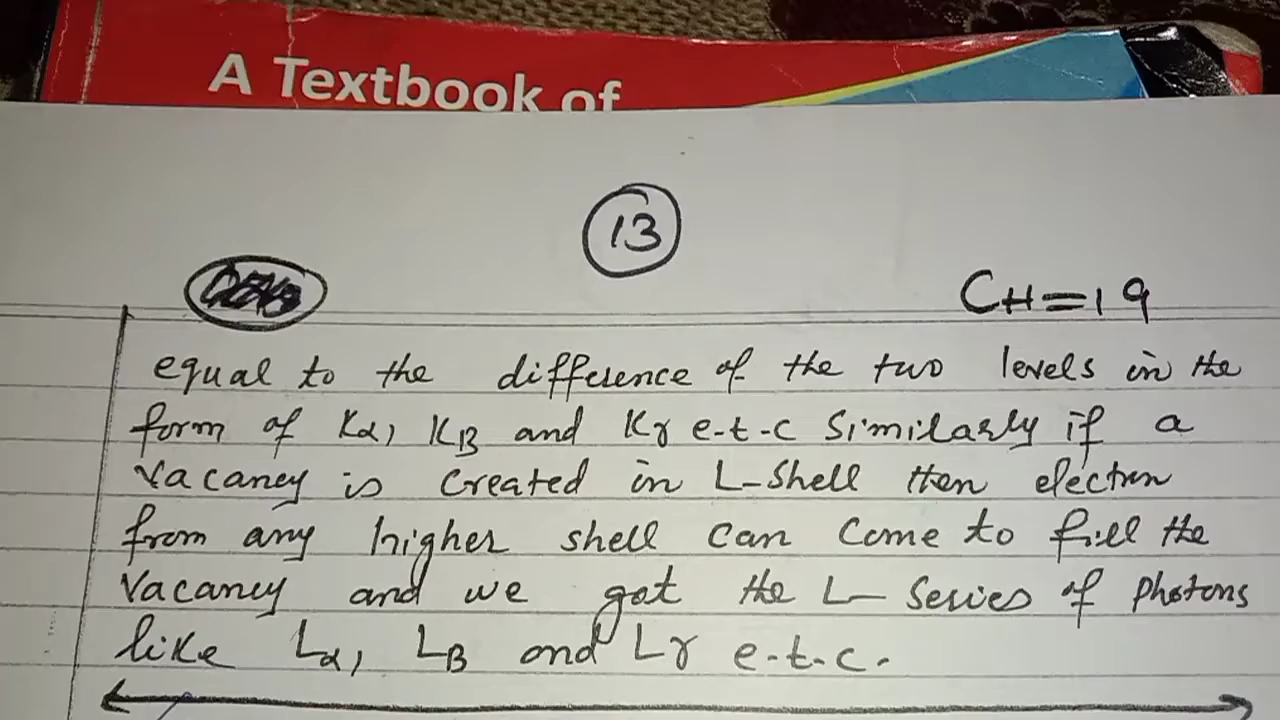 A Textbook of
13
CH=19
equal to the difference of the two levels in the
form of Kα, Kβ and Kγ e-t-c Similarly if a
vacancy is created in L-Shell then electron
from any higher shell can come to fill the
vacancy and we got the L- Series of Photons
like Lα, Lβ and Lγ e-t-c.